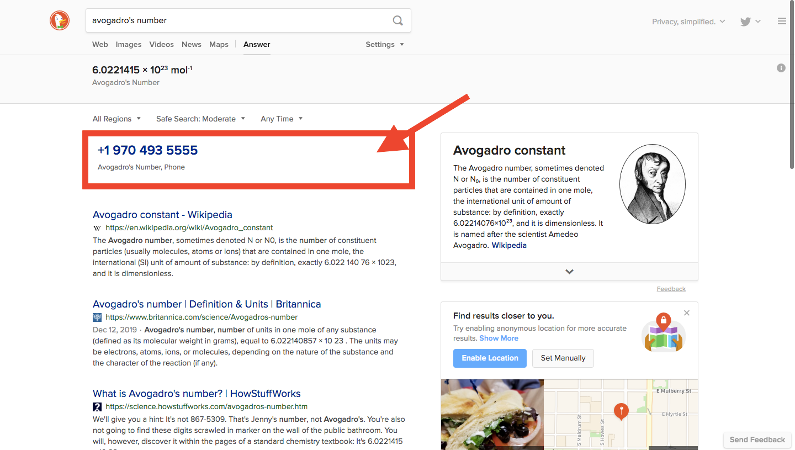 avogadro's number
Privacy, simplified.
Web Images Videos News Maps Answer Settings
6.0221415 × 10²³ mol⁻¹
Avogadro's Number
All Regions Safe Search: Moderate Any Time
+1 970 493 5555
Avogadro's Number, Phone
Avogadro constant - Wikipedia
W https://en.wikipedia.org/wiki/Avogadro_constant
The Avogadro number, sometimes denoted N or N0, is the number of constituent
particles (usually molecules, atoms or ions) that are contained in one mole, the
international (SI) unit of amount of substance: by definition, exactly 6.022 140 76 × 1023,
and it is dimensionless.
Avogadro's number | Definition & Units | Britannica
https://www.britannica.com/science/Avogadros-number
Dec 12, 2019 · Avogadro's number, number of units in one mole of any substance
(defined as its molecular weight in grams), equal to 6.022140857 × 10 23 . The units may
be electrons, atoms, ions, or molecules, depending on the nature of the substance and
the character of the reaction (if any).
What is Avogadro's number? | HowStuffWorks
https://science.howstuffworks.com/avogadros-number.htm
We'll give you a hint: It's not 867-5309. That's Jenny's number, not Avogadro's. You're also
not going to find these digits scrawled in marker on the wall of the public bathroom. You
will, however, discover it within the pages of a standard chemistry textbook: It's 6.0221415
Avogadro constant
The Avogadro number, sometimes denoted
N or N₀, is the number of constituent
particles that are contained in one mole,
the international unit of amount of
substance: by definition, exactly
6.02214076×10²³, and it is dimensionless. It
is named after the scientist Amedeo
Avogadro. Wikipedia
Feedback
Find results closer to you.
Try enabling anonymous location for more accurate
results. Show More
Enable Location Set Manually
E Mulberry St
E Myrtle St
Send Feedback